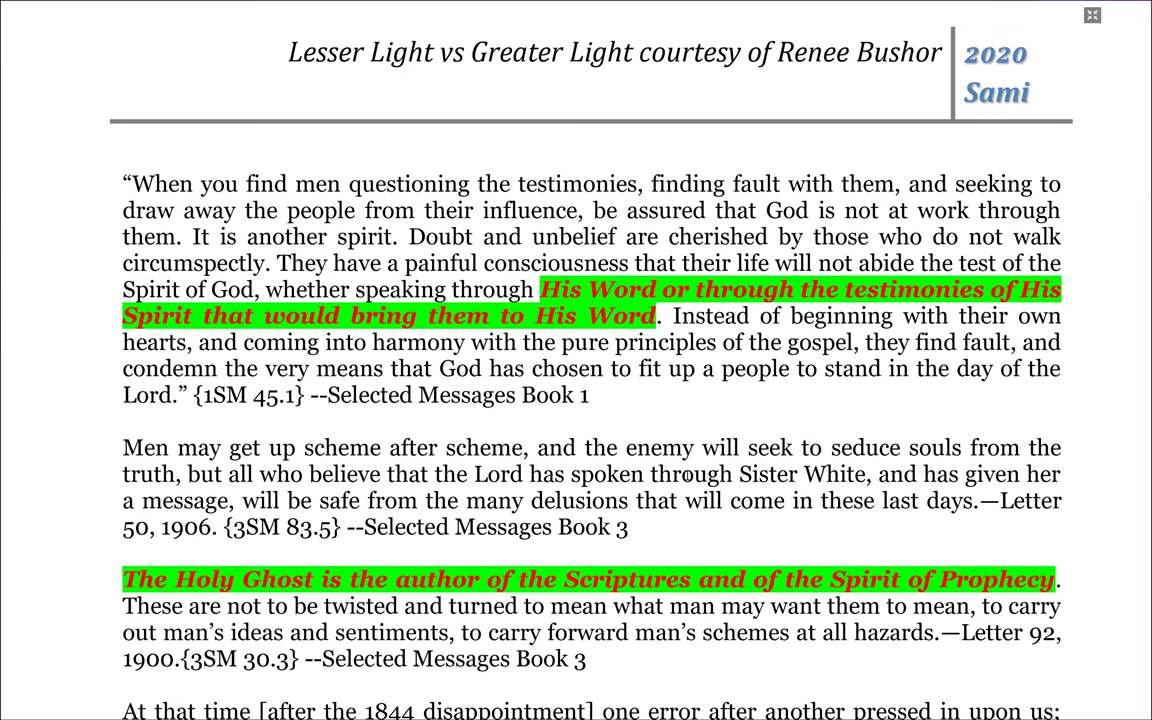 Lesser Light vs Greater Light courtesy of Renee Bushor
2020
Sami
“When you find men questioning the testimonies, finding fault with them, and seeking to
draw away the people from their influence, be assured that God is not at work through
them. It is another spirit. Doubt and unbelief are cherished by those who do not walk
circumspectly. They have a painful consciousness that their life will not abide the test of the
Spirit of God, whether speaking through His Word or through the testimonies of His
Spirit that would bring them to His Word. Instead of beginning with their own
hearts, and coming into harmony with the pure principles of the gospel, they find fault, and
condemn the very means that God has chosen to fit up a people to stand in the day of the
Lord.” {1SM 45.1} --Selected Messages Book 1
Men may get up scheme after scheme, and the enemy will seek to seduce souls from the
truth, but all who believe that the Lord has spoken through Sister White, and has given her
a message, will be safe from the many delusions that will come in these last days.—Letter
50, 1906. {3SM 83.5} --Selected Messages Book 3
The Holy Ghost is the author of the Scriptures and of the Spirit of Prophecy.
These are not to be twisted and turned to mean what man may want them to mean, to carry
out man’s ideas and sentiments, to carry forward man’s schemes at all hazards.—Letter 92,
1900.{3SM 30.3} --Selected Messages Book 3
At that time [after the 1844 disappointment] one error after another pressed in upon us;